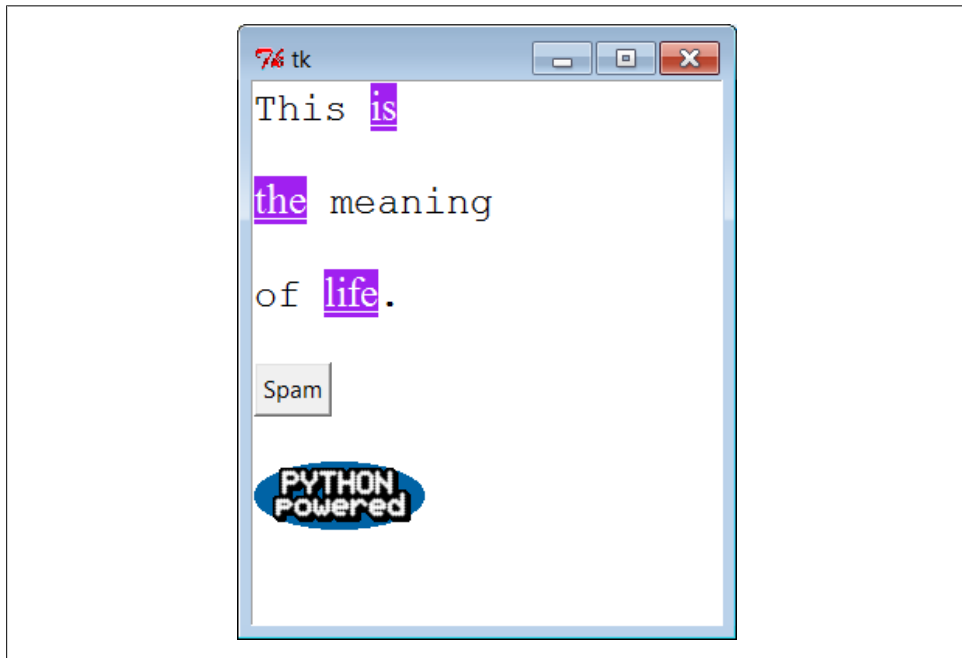 tk
This is
the meaning
of life.
Spam
PYTHON
Powered